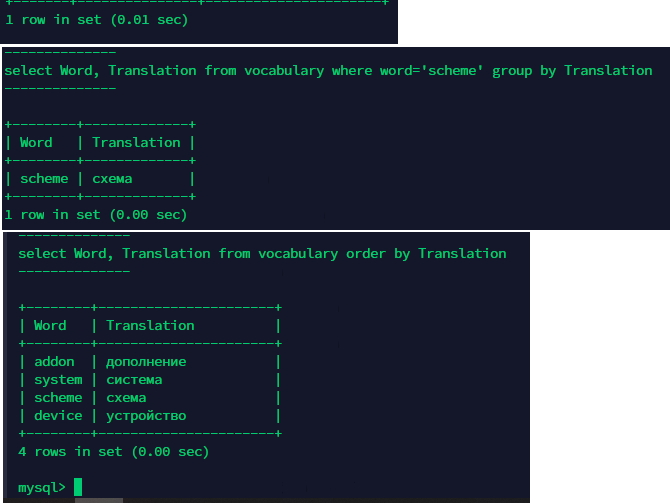 +-------+---------------+----------------------+
1 row in set (0.01 sec)
--------------
select Word, Translation from vocabulary where word='scheme' group by Translation
--------------
+--------+-------------+
| Word   | Translation |
+--------+-------------+
| scheme | схема       |
+--------+-------------+
1 row in set (0.00 sec)
--------------
select Word, Translation from vocabulary order by Translation
--------------
+--------+----------------------+
| Word   | Translation          |
+--------+----------------------+
| addon  | дополнение           |
| system | система              |
| scheme | схема                |
| device | устройство           |
+--------+----------------------+
4 rows in set (0.00 sec)
mysql>